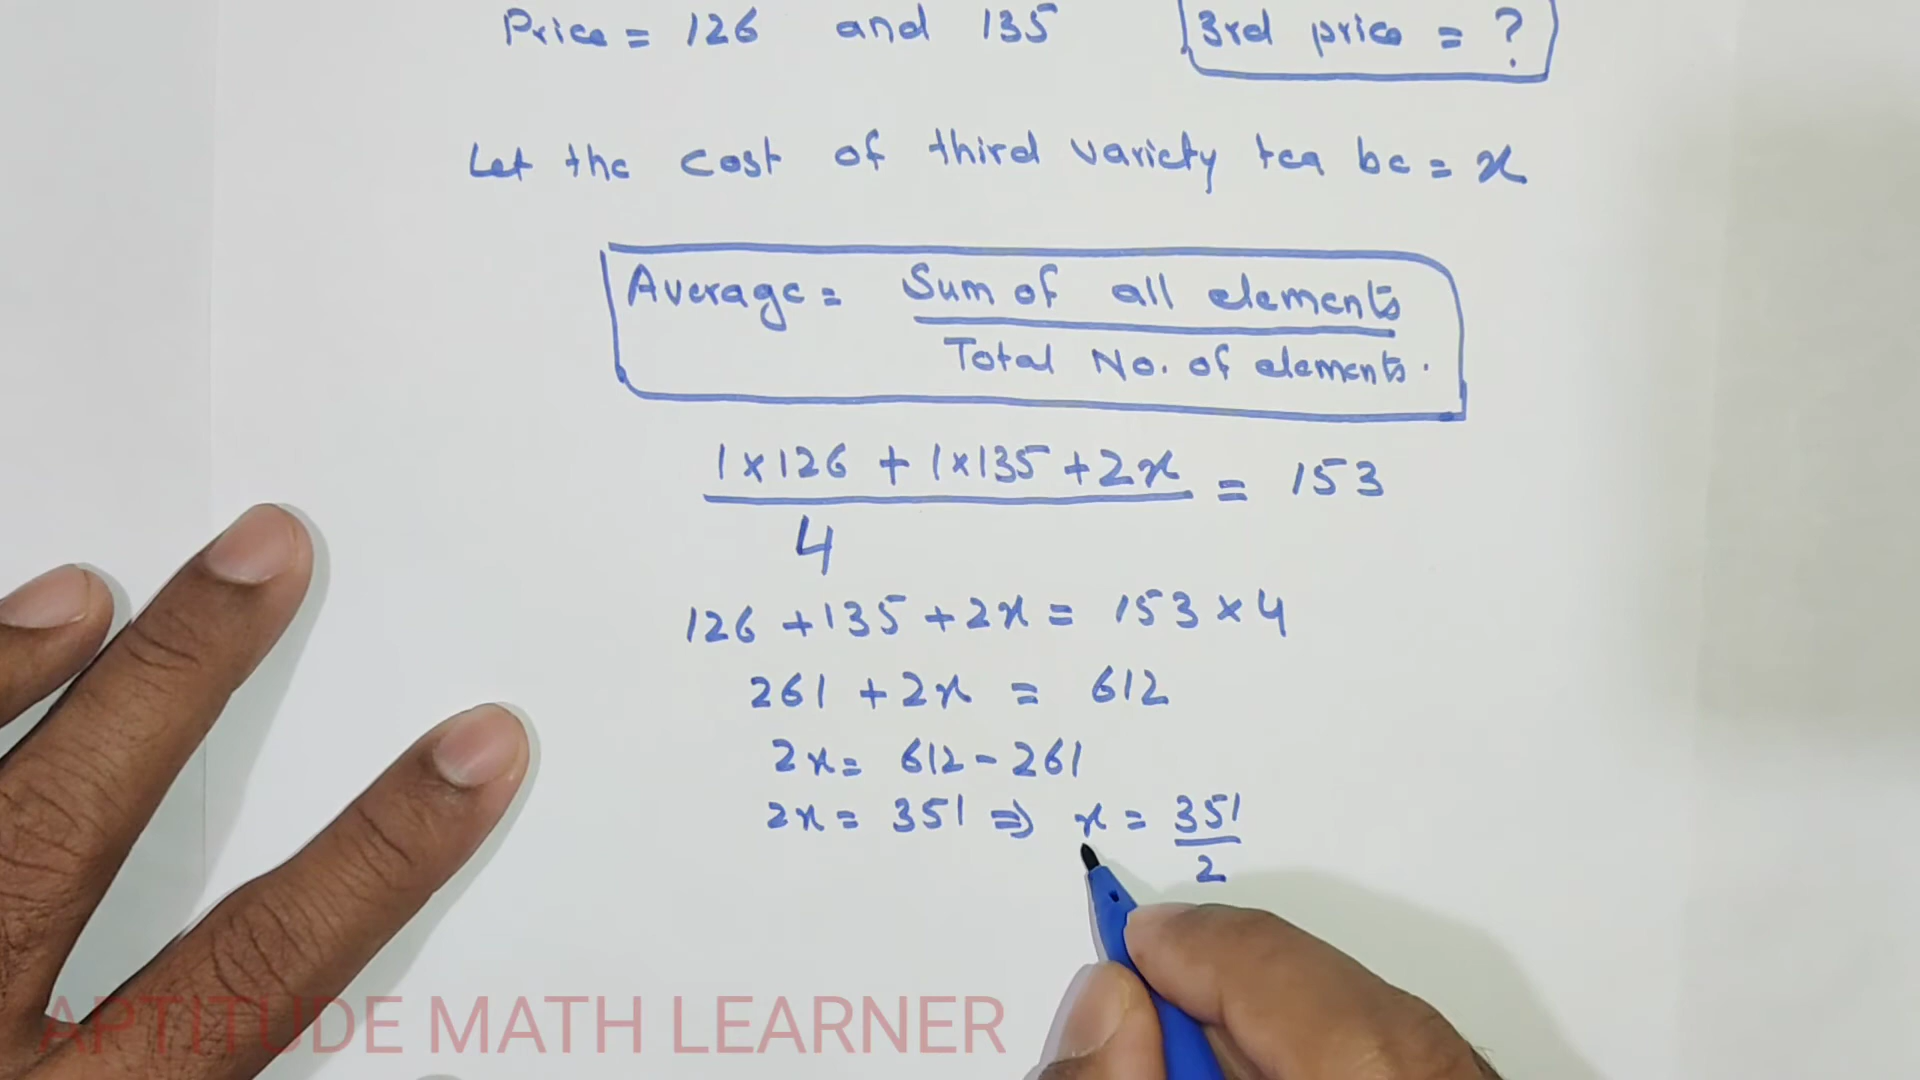 Price = 126 and 135 3rd price = ?
Let the cost of third variety tea be = x
Average = Sum of all elements
Total No. of elements.
1 × 126 + 1 × 135 + 2x = 153
4
126 + 135 + 2x = 153 × 4
261 + 2x = 612
2x = 612 - 261
2x = 351 ⇒ x = 351
2
APTITUDE MATH LEARNER